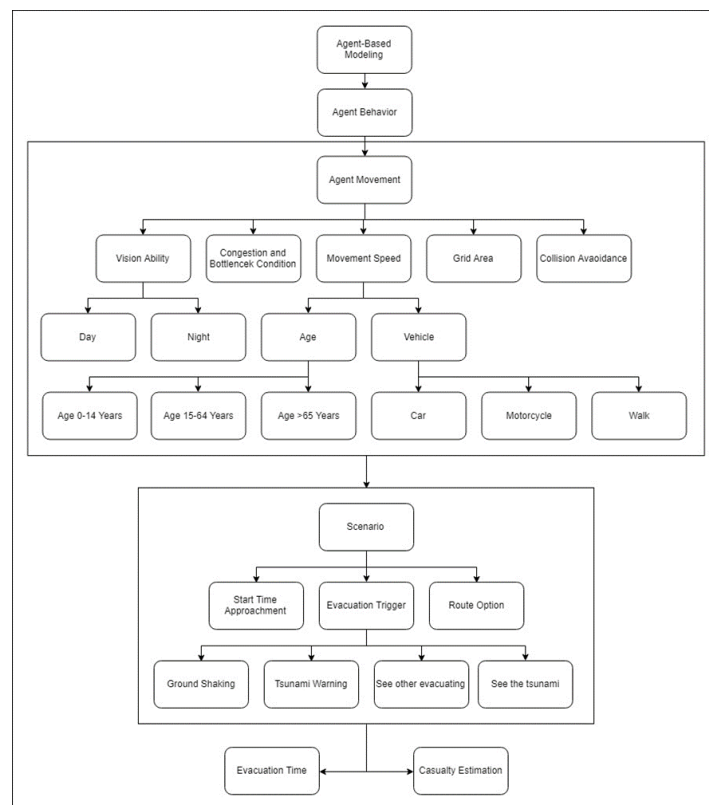 Agent-Based
Modeling
Agent Behavior
Agent Movement
Vision Ability
Congestion and
Bottlencek Condition
Movement Speed
Grid Area
Collision Avaoidance
Day
Night
Age
Vehicle
Age 0-14 Years
Age 15-64 Years
Age >65 Years
Car
Motorcycle
Walk
Scenario
Start Time
Approachment
Evacuation Trigger
Route Option
Ground Shaking
Tsunami Warning
See other evacuating
See the tsunami
Evacuation Time
Casualty Estimation